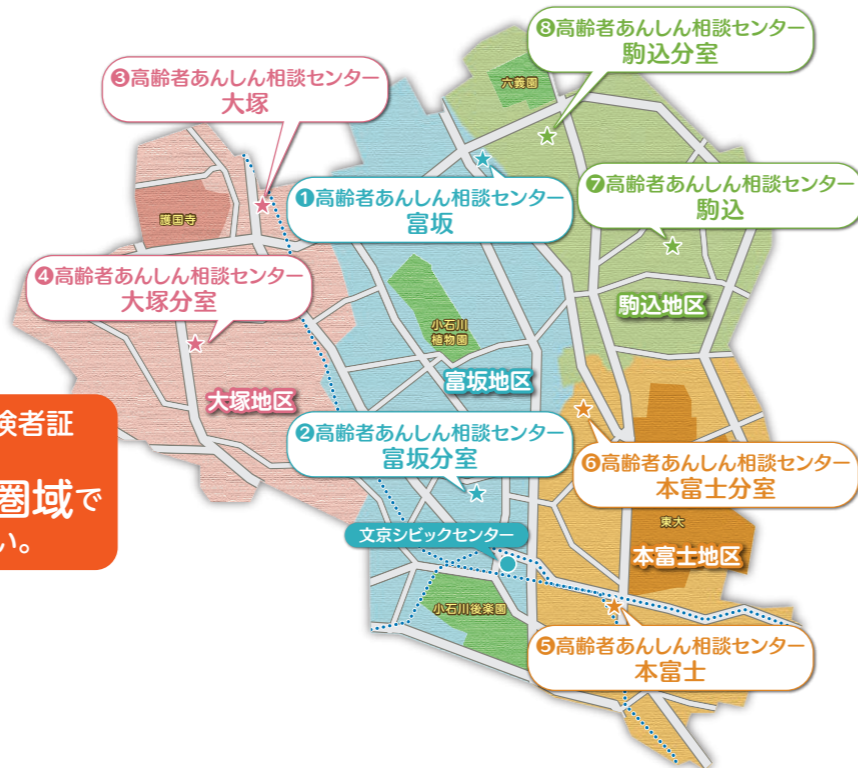 ❽高齢者あんしん相談センター
駒込分室
六義園
❸高齢者あんしん相談センター
大塚
❶高齢者あんしん相談センター
富坂
❼高齢者あんしん相談センター
駒込
護国寺
❹高齢者あんしん相談センター
大塚分室
駒込地区
小石川
植物園
富坂地区
大塚地区
険者証
圏域で
い。
❷高齢者あんしん相談センター
富坂分室
❻高齢者あんしん相談センター
本富士分室
東大
文京シビックセンター
本富士地区
小石川後楽園
❺高齢者あんしん相談センター
本富士